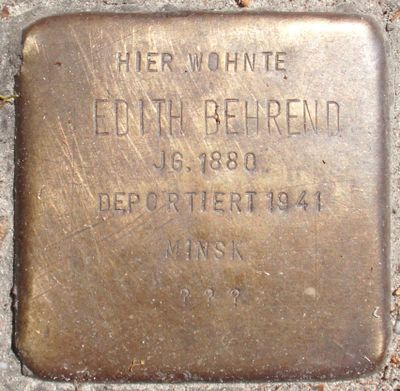 HIER WOHNTE
EDITH BEHREND
JG. 1880
DEPORTIERT 1941
MINSK
? ? ?